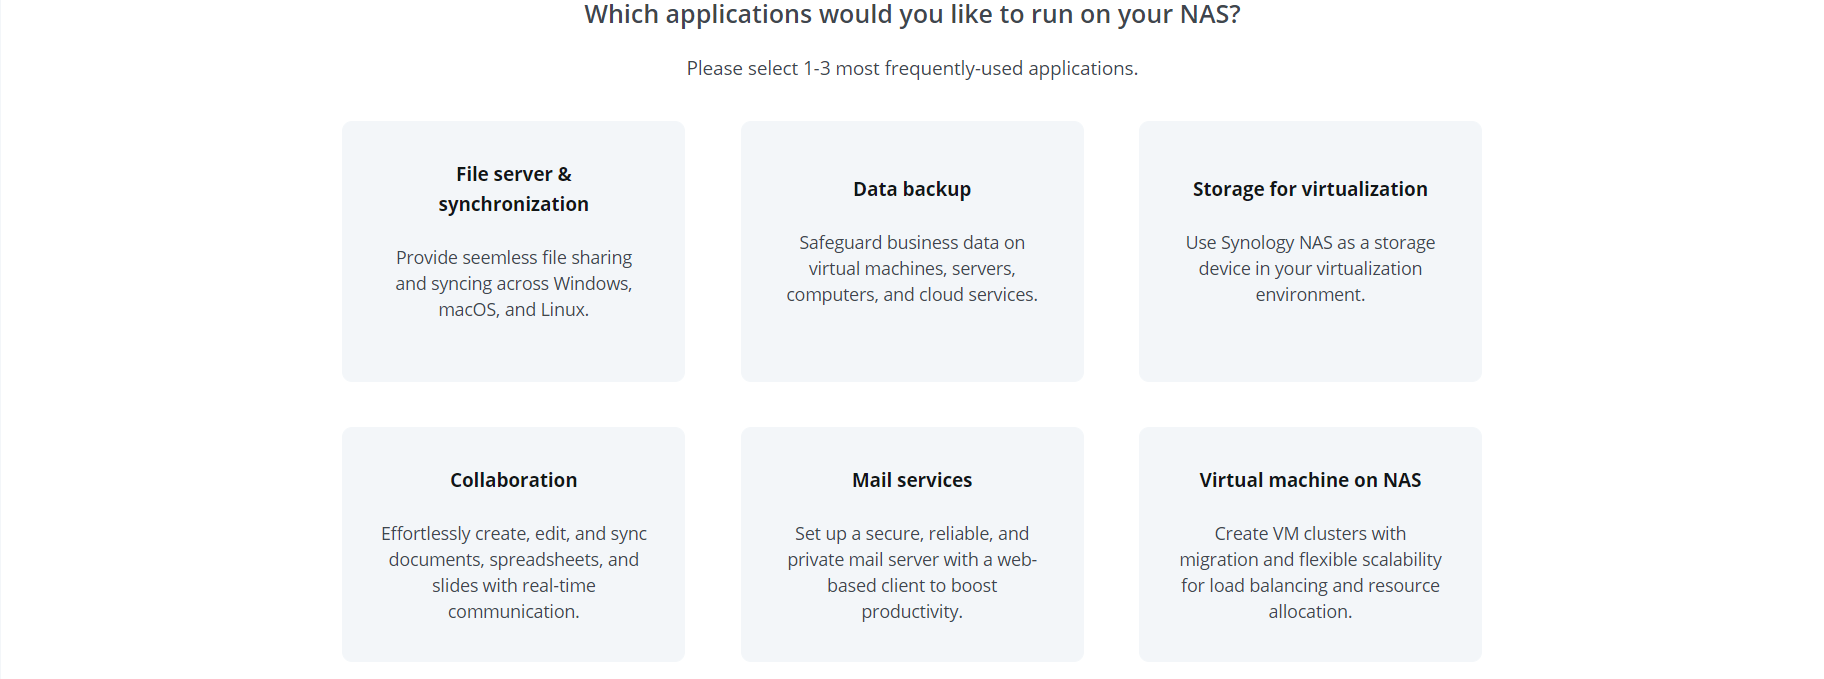 Which applications would you like to run on your NAS?
Please select 1-3 most frequently-used applications.
File server &
synchronization
Provide seemless file sharing
and syncing across Windows,
macOS, and Linux.
Data backup
Safeguard business data on
virtual machines, servers,
computers, and cloud services.
Storage for virtualization
Use Synology NAS as a storage
device in your virtualization
environment.
Collaboration
Effortlessly create, edit, and sync
documents, spreadsheets, and
slides with real-time
communication.
Mail services
Set up a secure, reliable, and
private mail server with a web-
based client to boost
productivity.
Virtual machine on NAS
Create VM clusters with
migration and flexible scalability
for load balancing and resource
allocation.